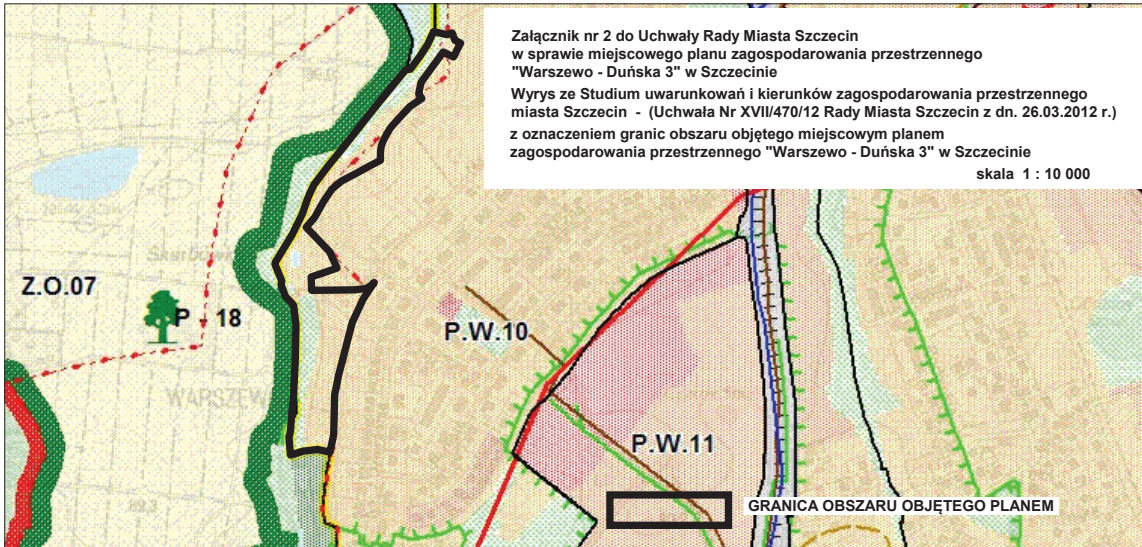 Załącznik nr 2 do Uchwały Rady Miasta Szczecin
w sprawie miejscowego planu zagospodarowania przestrzennego
"Warszewo - Duńska 3" w Szczecinie
Wyrys ze Studium uwarunkowań i kierunków zagospodarowania przestrzennego
miasta Szczecin - (Uchwała Nr XVII/470/12 Rady Miasta Szczecin z dn. 26.03.2012 r.)
z oznaczeniem granic obszaru objętego miejscowym planem
zagospodarowania przestrzennego "Warszewo - Duńska 3" w Szczecinie
skala 1 : 10 000
Z.O.07
P - 18
P.W.10
WARSZEW
P.W.11
GRANICA OBSZARU OBJĘTEGO PLANEM